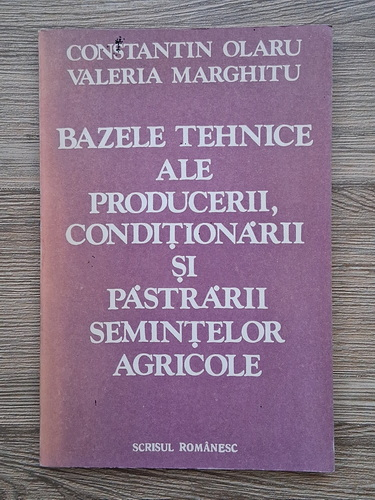 CONSTANTIN OLARU
VALERIA MARGHITU
BAZELE TEHNICE
ALE
PRODUCERII,
CONDIȚIONĂRII
ȘI
PĂSTRĂRII
SEMINȚELOR
AGRICOLE
SCRISUL ROMÂNESC